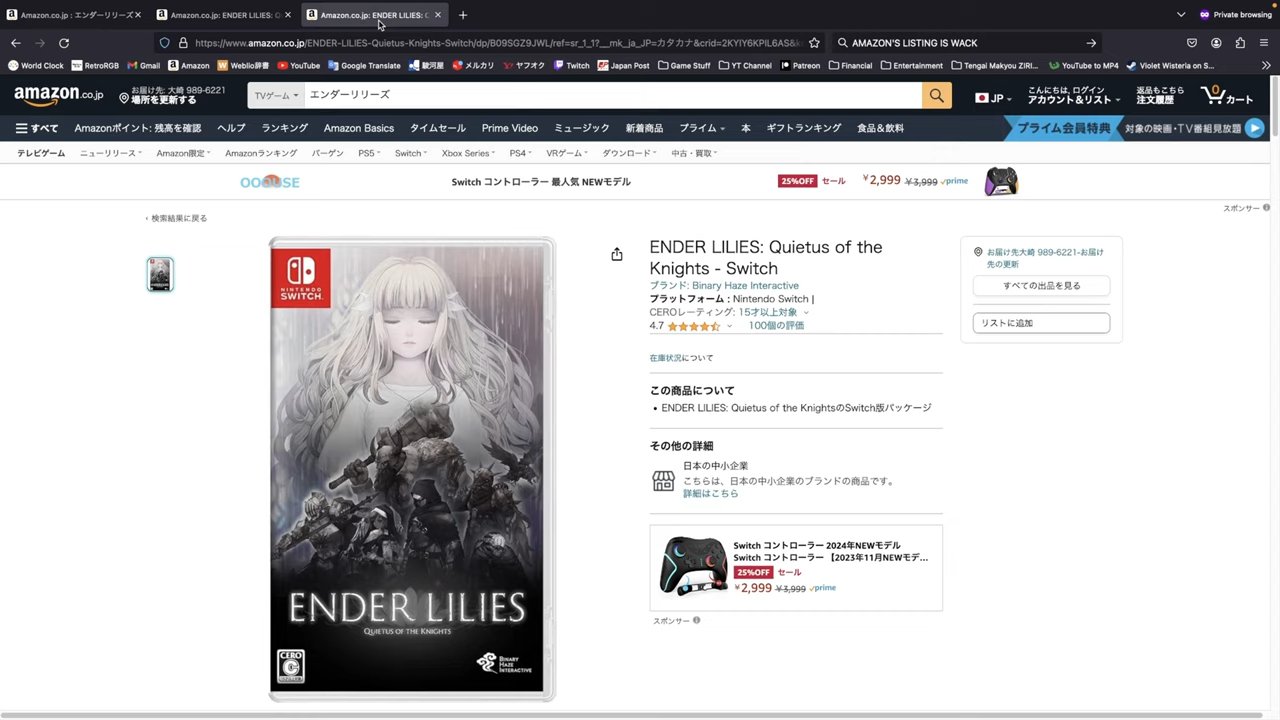 Amazon.co.jp : エンダーリリーズ
Amazon.co.jp: ENDER LILIES: Q
Amazon.co.jp: ENDER LILIES: Q
Private browsing
https://www.amazon.co.jp/ENDER-LILIES-Quietus-Knights-Switch/dp/B09SGZ9JWL/ref=sr_1_1?__mk_ja_JP=カタカナ&crid=2KYIY6KPIL6AS&k
AMAZON'S LISTING IS WACK
World Clock
RetroRGB
Gmail
Amazon
Weblio辞書
YouTube
Google Translate
駿河屋
メルカリ
ヤフオク
Twitch
Japan Post
Game Stuff
YT Channel
Patreon
Financial
Entertainment
Tengai Makyou ZIRI...
YouTube to MP4
Violet Wisteria on S...
amazon.co.jp
お届け先: 大崎 989-6221
場所を更新する
TVゲーム
エンダーリリーズ
JP
こんにちは, ログイン
アカウント&リスト
返品もこちら
注文履歴
0
カート
すべて
Amazonポイント: 残高を確認
ヘルプ
ランキング
Amazon Basics
タイムセール
Prime Video
ミュージック
新着商品
プライム
本
ギフトランキング
食品&飲料
プライム会員特典
対象の映画・TV番組見放題
テレビゲーム
ニューリリース
Amazon限定
Amazonランキング
バーゲン
PS5
Switch
Xbox Series
PS4
VRゲーム
ダウンロード
中古・買取
OOOUSE
Switch コントローラー 最人気 NEWモデル
25%OFF セール
¥2,999 ¥3,999 prime
スポンサー
‹ 検索結果に戻る
NINTENDO
SWITCH
ENDER LILIES
QUIETUS OF THE KNIGHTS
CERO
C
BINARY HAZE
INTERACTIVE
ENDER LILIES: Quietus of the
Knights - Switch
ブランド: Binary Haze Interactive
プラットフォーム : Nintendo Switch |
CEROレーティング: 15才以上対象
4.7
100個の評価
在庫状況について
この商品について
• ENDER LILIES: Quietus of the KnightsのSwitch版パッケージ
その他の詳細
日本の中小企業
こちらは、日本の中小企業のブランドの商品です。
詳細はこちら
Switch コントローラー 2024年NEWモデル
Switch コントローラー 【2023年11月NEWモデ...
25%OFF セール
¥2,999 ¥3,999 prime
スポンサー
お届け先大崎 989-6221-お届け
先の更新
すべての出品を見る
リストに追加